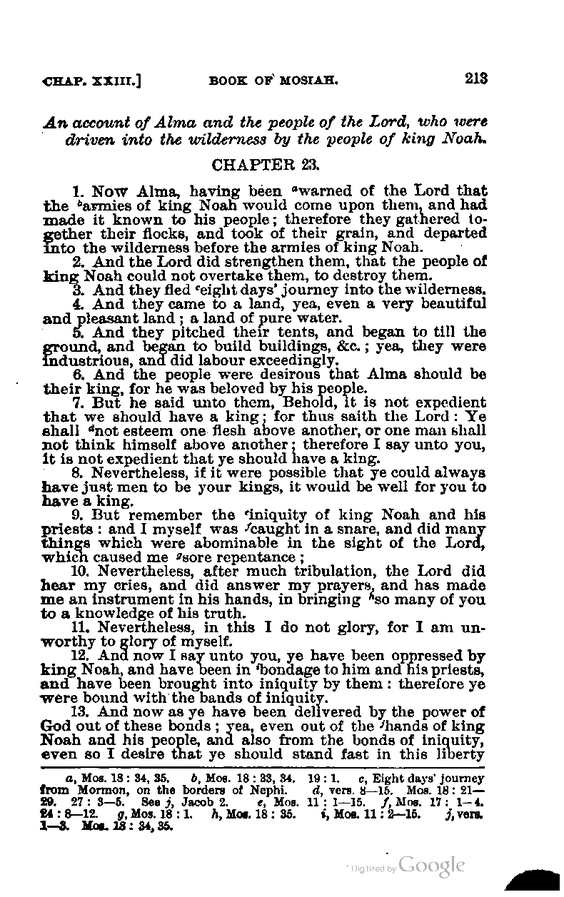 CHAP. XXIII.] BOOK OF MOSIAH. 213
An account of Alma and the people of the Lord, who were
driven into the wilderness by the people of king Noah.
CHAPTER 23.
1. Now Alma, having been ᵃwarned of the Lord that
the ᵇarmies of king Noah would come upon them, and had
made it known to his people; therefore they gathered to-
gether their flocks, and took of their grain, and departed
into the wilderness before the armies of king Noah.
2. And the Lord did strengthen them, that the people of
king Noah could not overtake them, to destroy them.
3. And they fled ᶜeight days' journey into the wilderness.
4. And they came to a land, yea, even a very beautiful
and pleasant land; a land of pure water.
5. And they pitched their tents, and began to till the
ground, and began to build buildings, &c.; yea, they were
industrious, and did labour exceedingly.
6. And the people were desirous that Alma should be
their king, for he was beloved by his people.
7. But he said unto them, Behold, it is not expedient
that we should have a king; for thus saith the Lord: Ye
shall ᵈnot esteem one flesh above another, or one man shall
not think himself above another; therefore I say unto you,
it is not expedient that ye should have a king.
8. Nevertheless, if it were possible that ye could always
have just men to be your kings, it would be well for you to
have a king.
9. But remember the ᵉiniquity of king Noah and his
priests: and I myself was ᶠcaught in a snare, and did many
things which were abominable in the sight of the Lord,
which caused me ᵍsore repentance;
10. Nevertheless, after much tribulation, the Lord did
hear my cries, and did answer my prayers, and has made
me an instrument in his hands, in bringing ʰso many of you
to a knowledge of his truth.
11. Nevertheless, in this I do not glory, for I am un-
worthy to glory of myself.
12. And now I say unto you, ye have been oppressed by
king Noah, and have been in ⁱbondage to him and his priests,
and have been brought into iniquity by them: therefore ye
were bound with the bands of iniquity.
13. And now as ye have been delivered by the power of
God out of these bonds; yea, even out of the ʲhands of king
Noah and his people, and also from the bonds of iniquity,
even so I desire that ye should stand fast in this liberty
a, Mos. 18: 34, 35. b, Mos. 18: 33, 34. 19: 1. c, Eight days' journey
from Mormon, on the borders of Nephi. d, vers. 8—15. Mos. 18: 21—
29. 27: 3—5. See j, Jacob 2. e, Mos. 11: 1—15. f, Mos. 17: 1—4.
24: 8—12. g, Mos. 18: 1. h, Mos. 18: 35. i, Mos. 11: 2—15. j, vers.
1—3. Mos. 18: 34, 35.
Digitized by Google